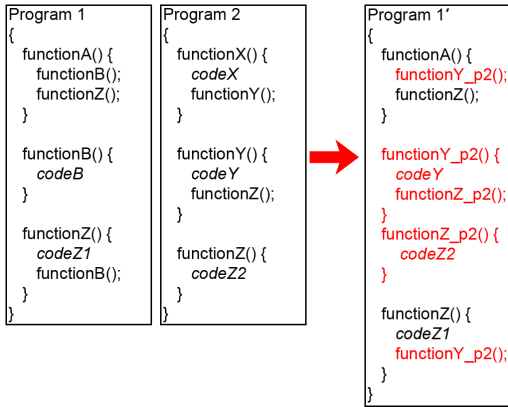 Program 1
{
functionA() {
functionB();
functionZ();
}
functionB() {
codeB
}
functionZ() {
codeZ1
functionB();
}
}
Program 2
{
functionX() {
codeX
functionY();
}
functionY() {
codeY
functionZ();
}
functionZ() {
codeZ2
}
}
Program 1′
{
functionA() {
functionY_p2();
functionZ();
}
functionY_p2() {
codeY
functionZ_p2();
}
functionZ_p2() {
codeZ2
}
functionZ() {
codeZ1
functionY_p2();
}
}